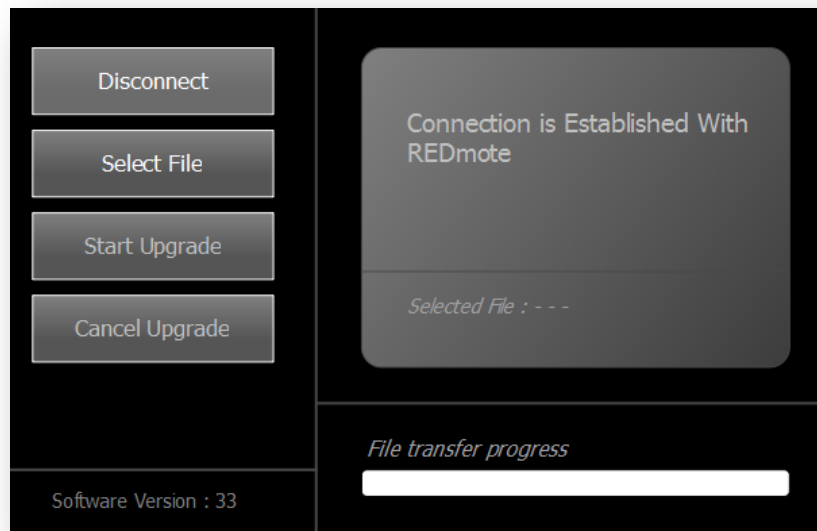 Disconnect
Select File
Start Upgrade
Cancel Upgrade
Software Version : 33
Connection is Established With
REDmote
Selected File : - - -
File transfer progress